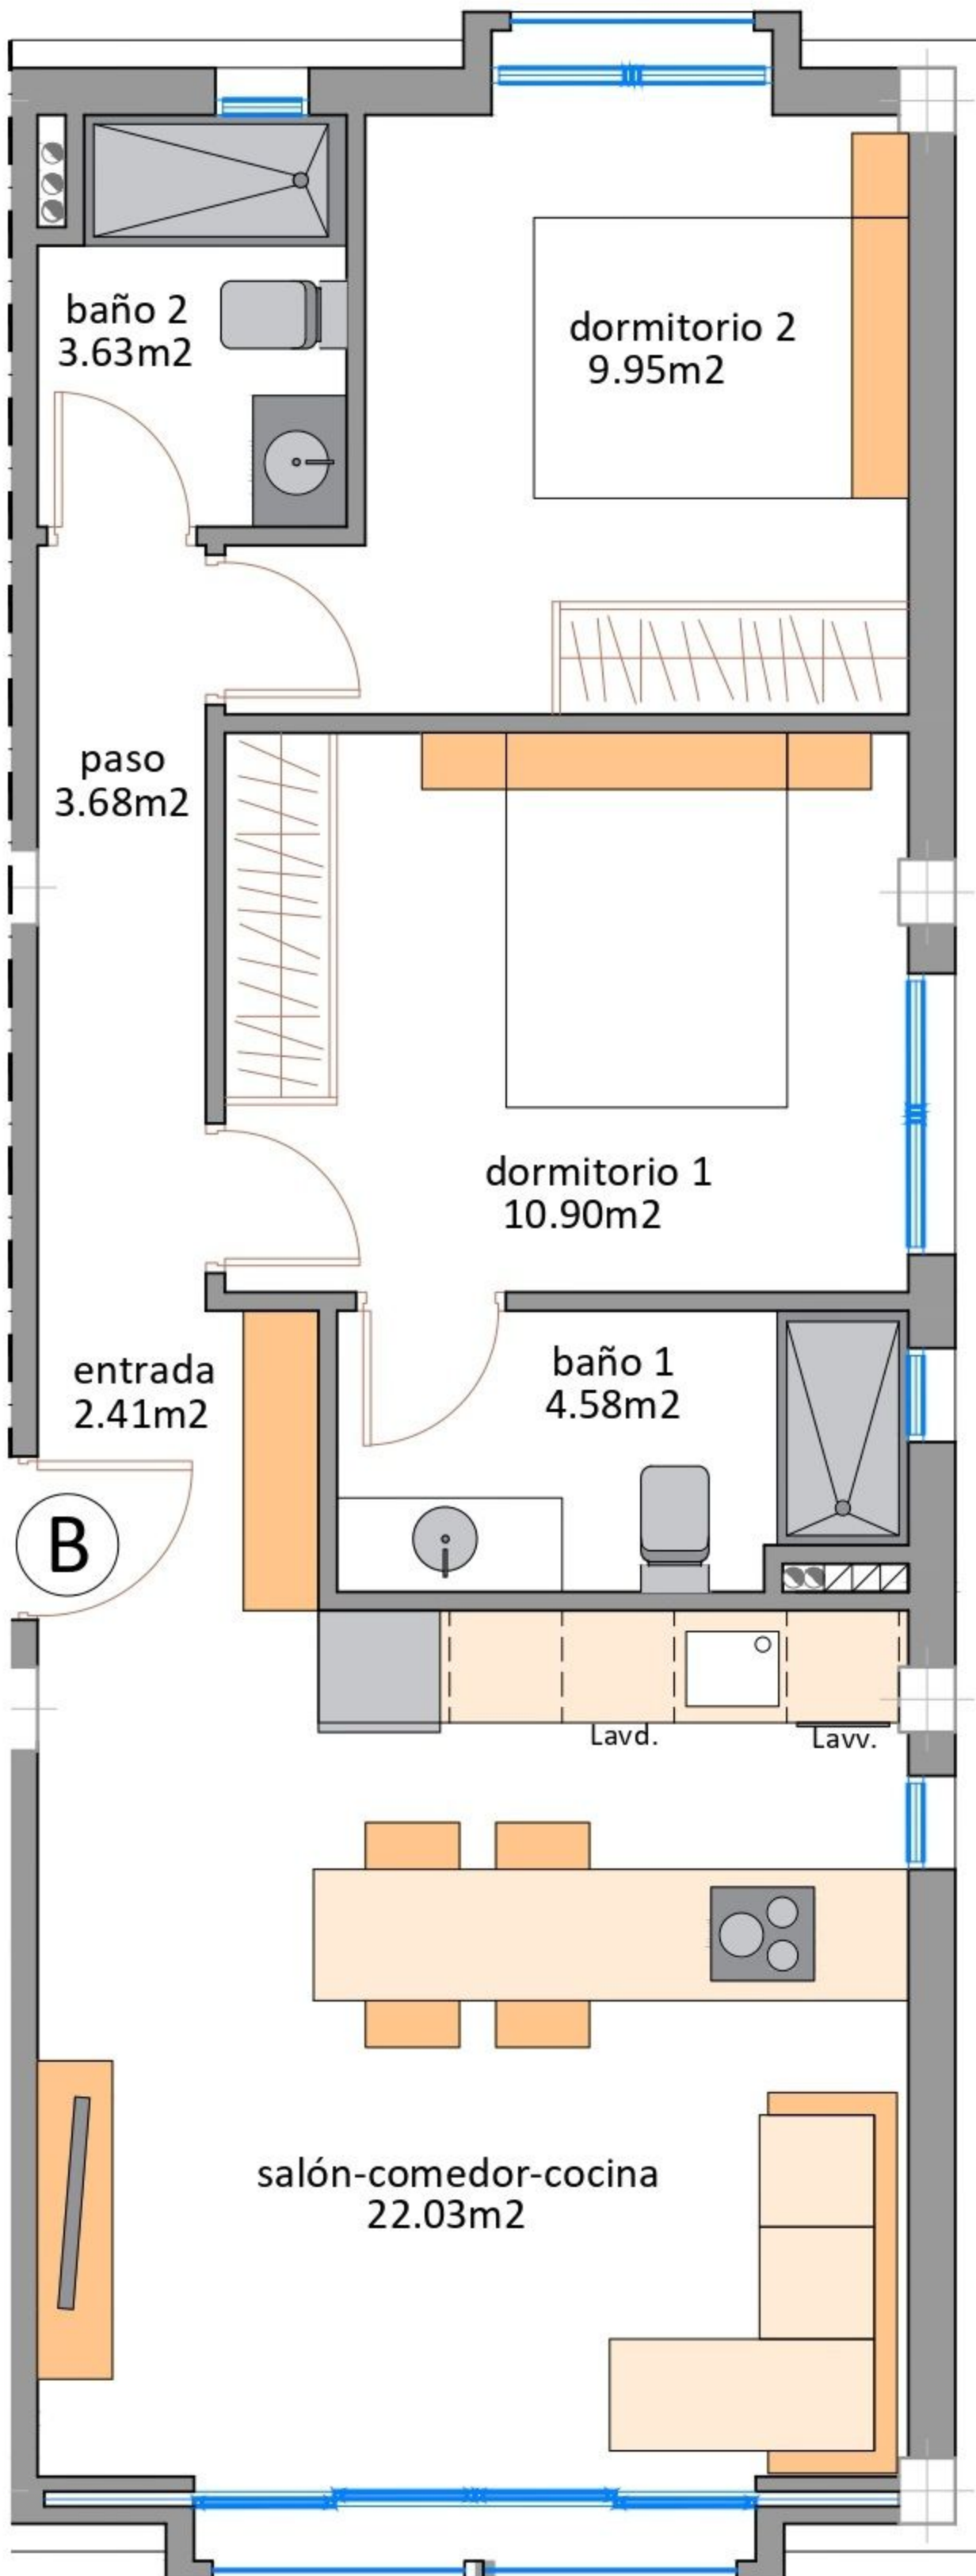 baño 2
3.63m2
dormitorio 2
9.95m2
paso
3.68m2
dormitorio 1
10.90m2
entrada
2.41m2
baño 1
4.58m2
B
Lavd.
Lavv.
salón-comedor-cocina
22.03m2